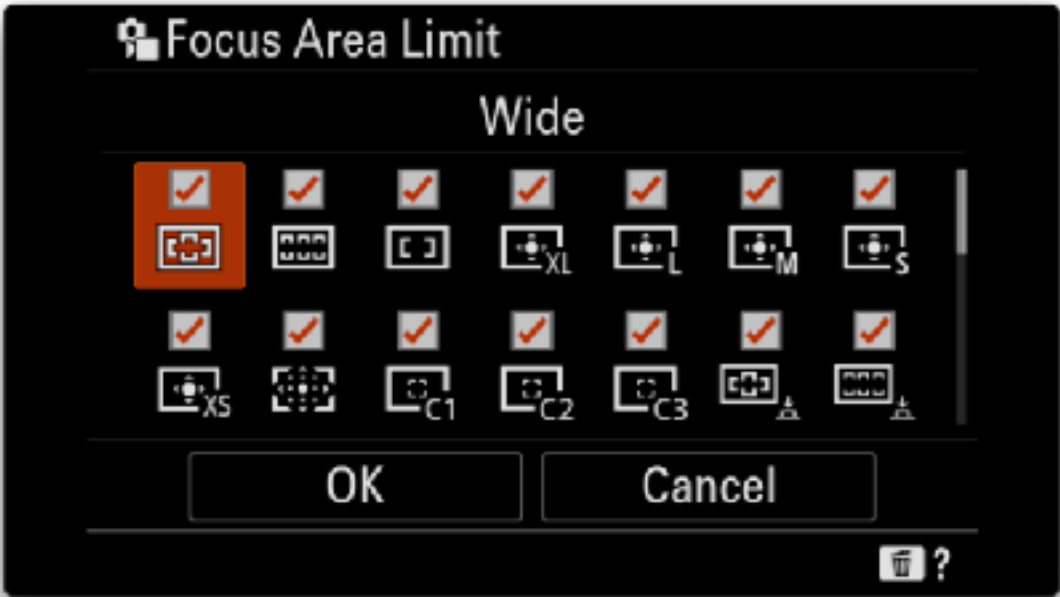 Focus Area Limit
Wide
XL L M S
XS C1 C2 C3
OK Cancel
?